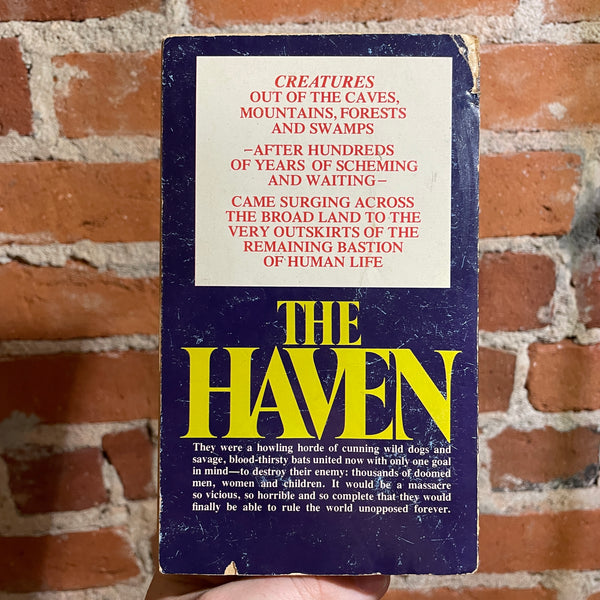 CREATURES
OUT OF THE CAVES,
MOUNTAINS, FORESTS
AND SWAMPS
–AFTER HUNDREDS
OF YEARS OF SCHEMING
AND WAITING–
CAME SURGING ACROSS
THE BROAD LAND TO THE
VERY OUTSKIRTS OF THE
REMAINING BASTION
OF HUMAN LIFE
THE
HAVEN
They were a howling horde of cunning wild dogs and
savage, blood-thirsty bats united now with only one goal
in mind—to destroy their enemy: thousands of doomed
men, women and children. It would be a massacre
so vicious, so horrible and so complete that they would
finally be able to rule the world unopposed forever.